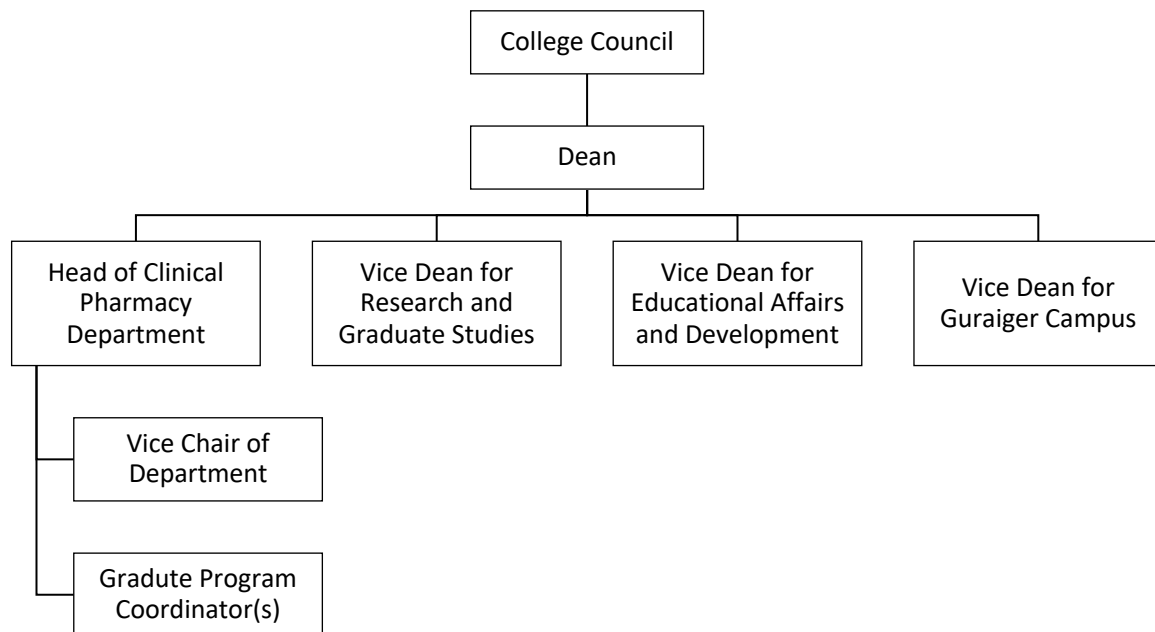 College Council
Dean
Head of Clinical
Pharmacy
Department
Vice Dean for
Research and
Graduate Studies
Vice Dean for
Educational Affairs
and Development
Vice Dean for
Guraiger Campus
Vice Chair of
Department
Gradute Program
Coordinator(s)